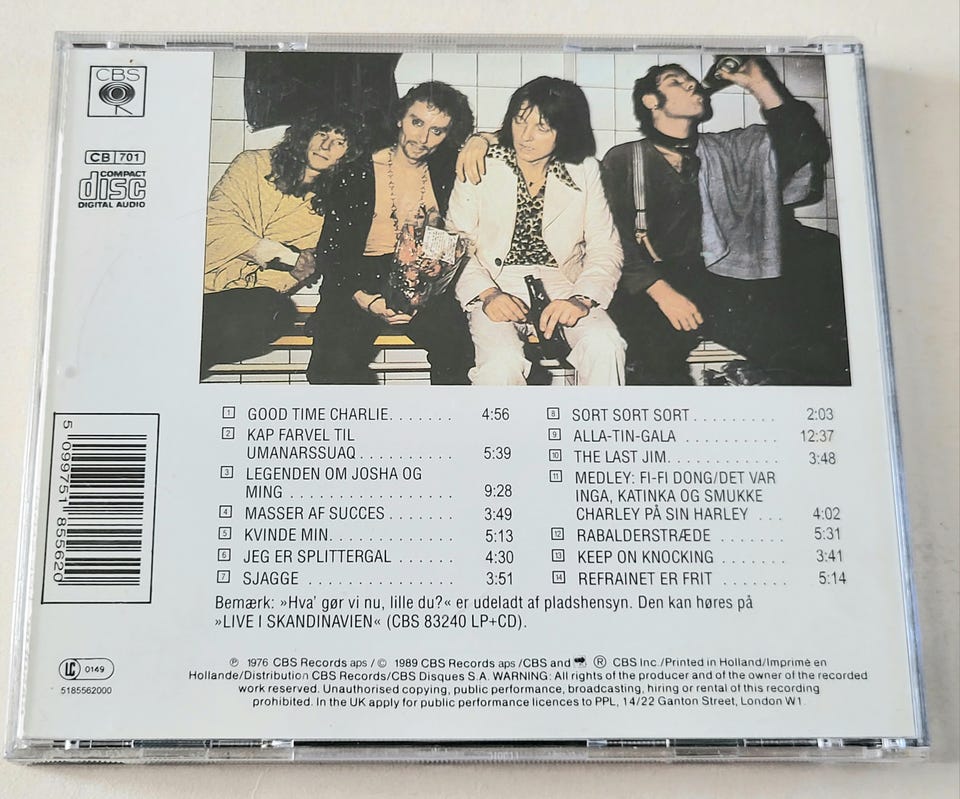 CBS
CB 701
COMPACT
disc
DIGITAL AUDIO
1 GOOD TIME CHARLIE....... 4:56
2 KAP FARVEL TIL
UMANARSSUAQ.......... 5:39
3 LEGENDEN OM JOSHA OG
MING................. 9:28
4 MASSER AF SUCCES....... 3:49
5 KVINDE MIN............ 5:13
6 JEG ER SPLITTERGAL...... 4:30
7 SJAGGE............... 3:51
8 SORT SORT SORT......... 2:03
9 ALLA-TIN-GALA.......... 12:37
10 THE LAST JIM........... 3:48
11 MEDLEY: FI-FI DONG/DET VAR
INGA, KATINKA OG SMUKKE
CHARLEY PÅ SIN HARLEY... 4:02
12 RABALDERSTRÆDE....... 5:31
13 KEEP ON KNOCKING....... 3:41
14 REFRAINET ER FRIT....... 5:14
Bemærk: »Hva' gør vi nu, lille du?« er udeladt af pladshensyn. Den kan høres på
»LIVE I SKANDINAVIEN« (CBS 83240 LP+CD).
5 099751 855620
LC 0149
5185562000
℗ 1976 CBS Records aps/© 1989 CBS Records aps/CBS and ® CBS Inc./Printed in Holland/Imprimé en
Hollande/Distribution CBS Records/CBS Disques S.A. WARNING: All rights of the producer and of the owner of the recorded
work reserved. Unauthorised copying, public performance, broadcasting, hiring or rental of this recording
prohibited. In the UK apply for public performance licences to PPL, 14/22 Ganton Street, London W1.